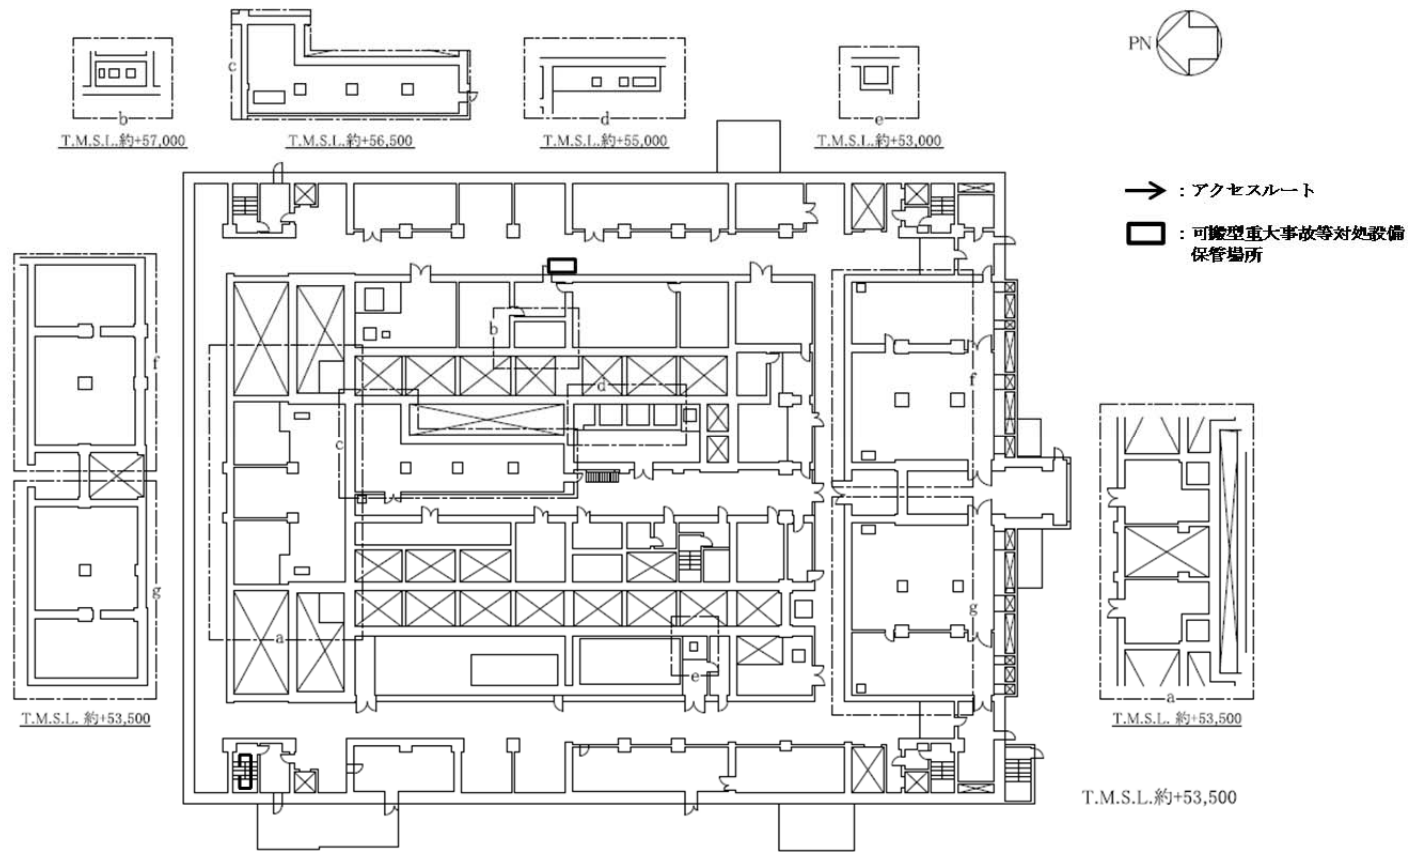 PN
b
T.M.S.L.約+57,000
c
T.M.S.L.約+56,500
d
T.M.S.L.約+55,000
e
T.M.S.L.約+53,000
:アクセスルート
:可搬型重大事故等対処設備
保管場所
f
g
T.M.S.L. 約+53,500
b
d
c
a
e
f
g
a
T.M.S.L. 約+53,500
T.M.S.L.約+53,500